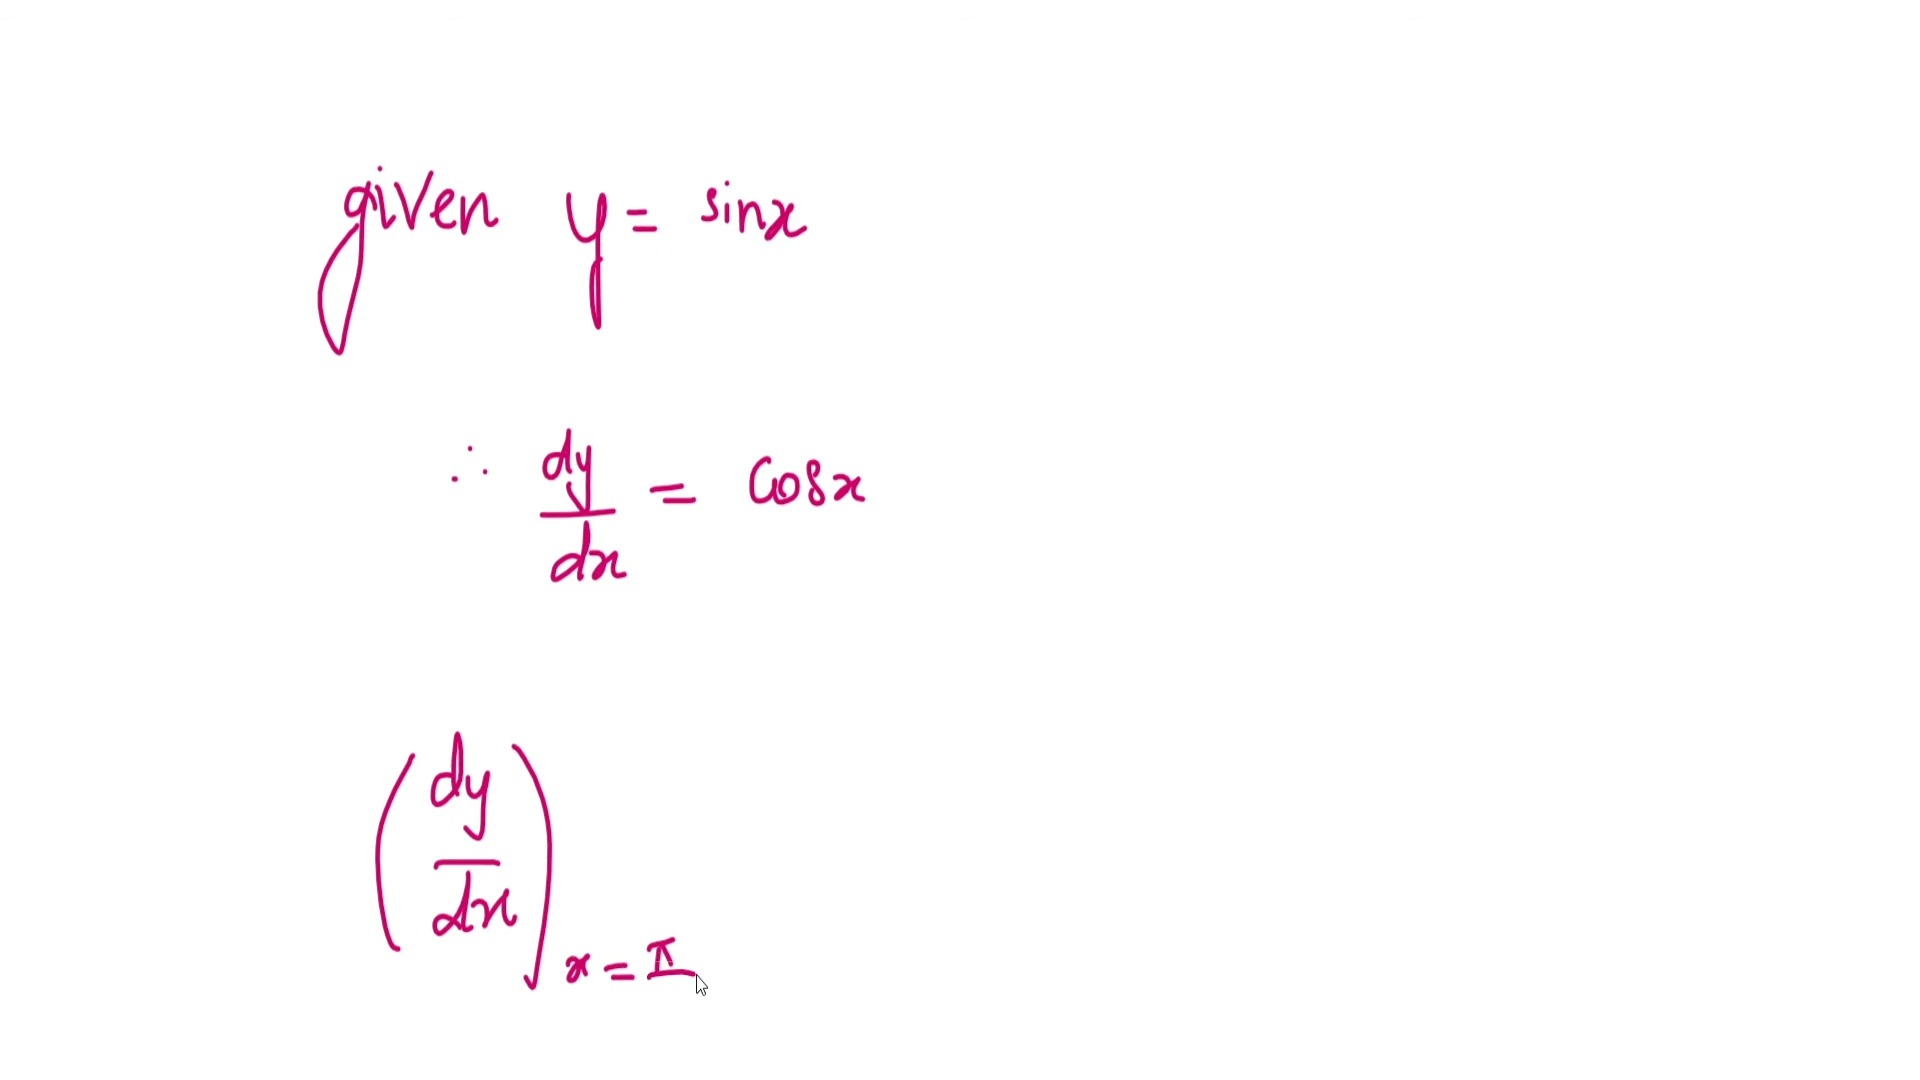 given y = sinx
∴ dy/dx = Cosx
(dy/dx) x = π/